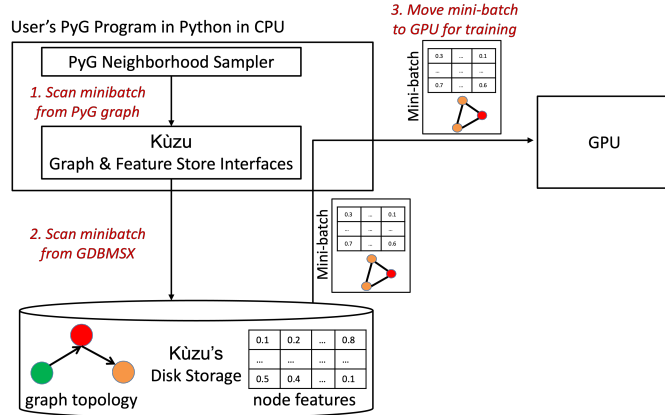 User's PyG Program in Python in CPU
PyG Neighborhood Sampler
1. Scan minibatch
from PyG graph
Kùzu
Graph & Feature Store Interfaces
2. Scan minibatch
from GDBMSX
3. Move mini-batch
to GPU for training
Mini-batch
0.3 ... 0.1
... ... ...
0.7 ... 0.6
GPU
Mini-batch
0.3 ... 0.1
... ... ...
0.7 ... 0.6
Kùzu's
Disk Storage
graph topology
0.1 0.2 ... 0.8
... ... ... ...
0.5 0.4 ... 0.1
node features